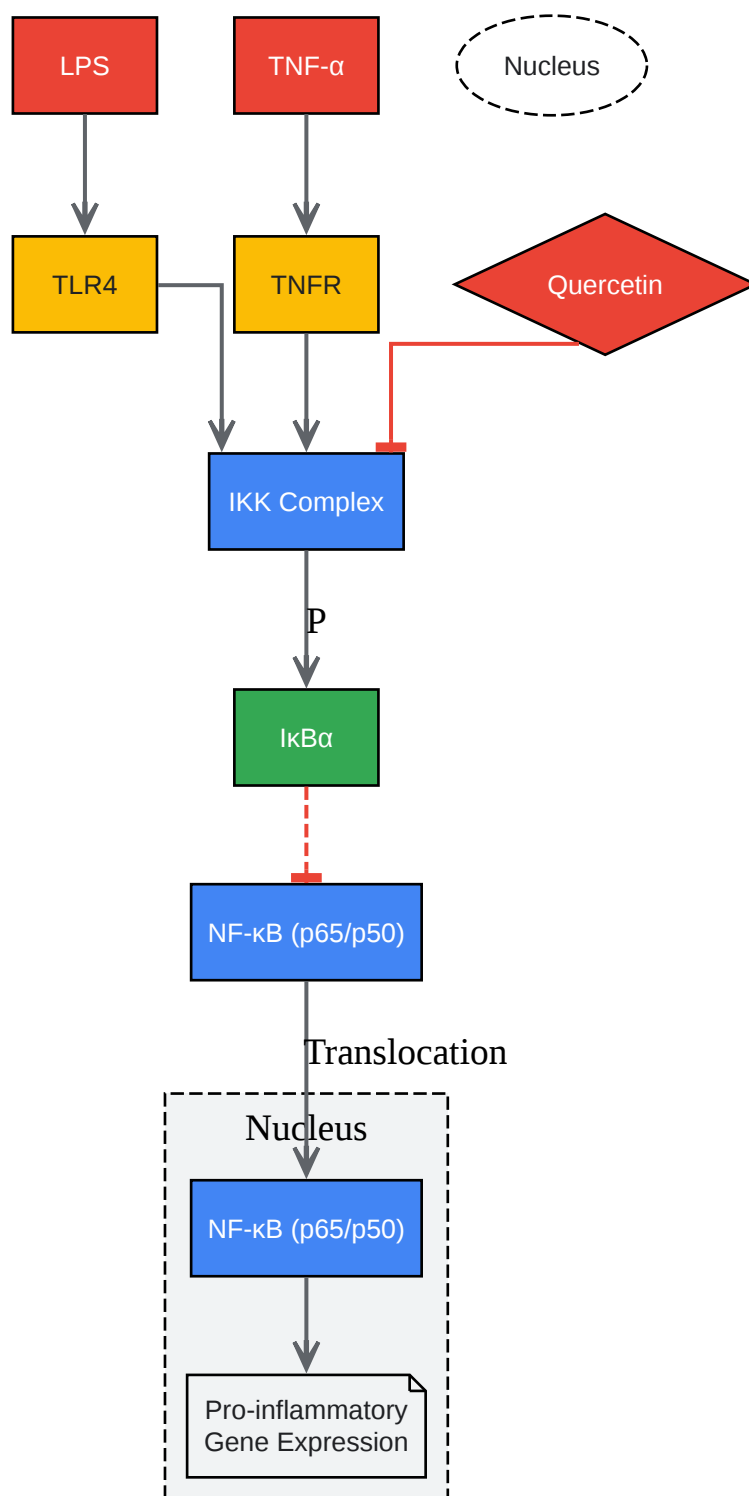 LPS
TNF-α
Nucleus
TLR4
TNFR
Quercetin
IKK Complex
P
IκBα
NF-κB (p65/p50)
Translocation
Nucleus
NF-κB (p65/p50)
Pro-inflammatory
Gene Expression